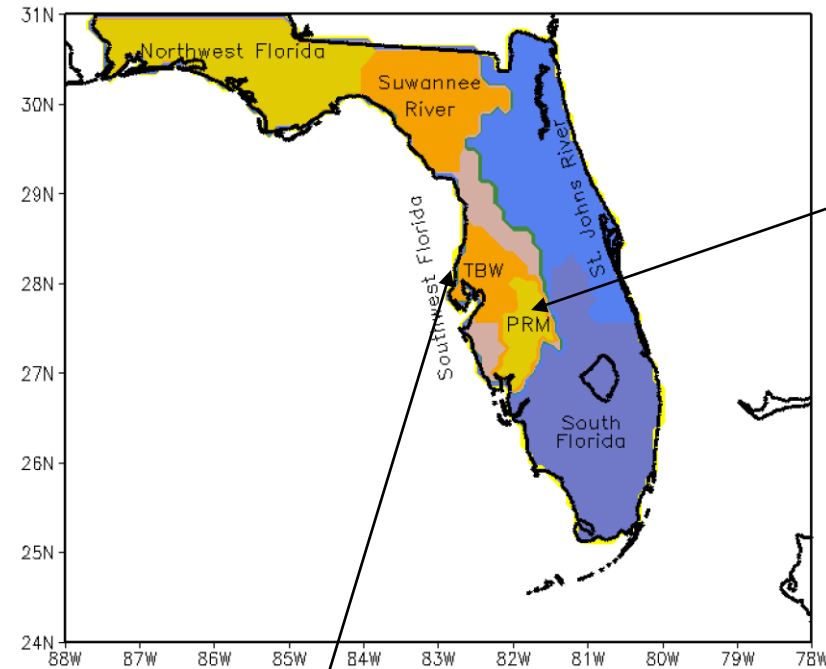 31N
30N
29N
28N
27N
26N
25N
24N
88W
87W
86W
85W
84W
83W
82W
81W
80W
79W
78W
Northwest Florida
Suwannee
River
St. Johns River
Southwest Florida
TBW
PRM
South
Florida